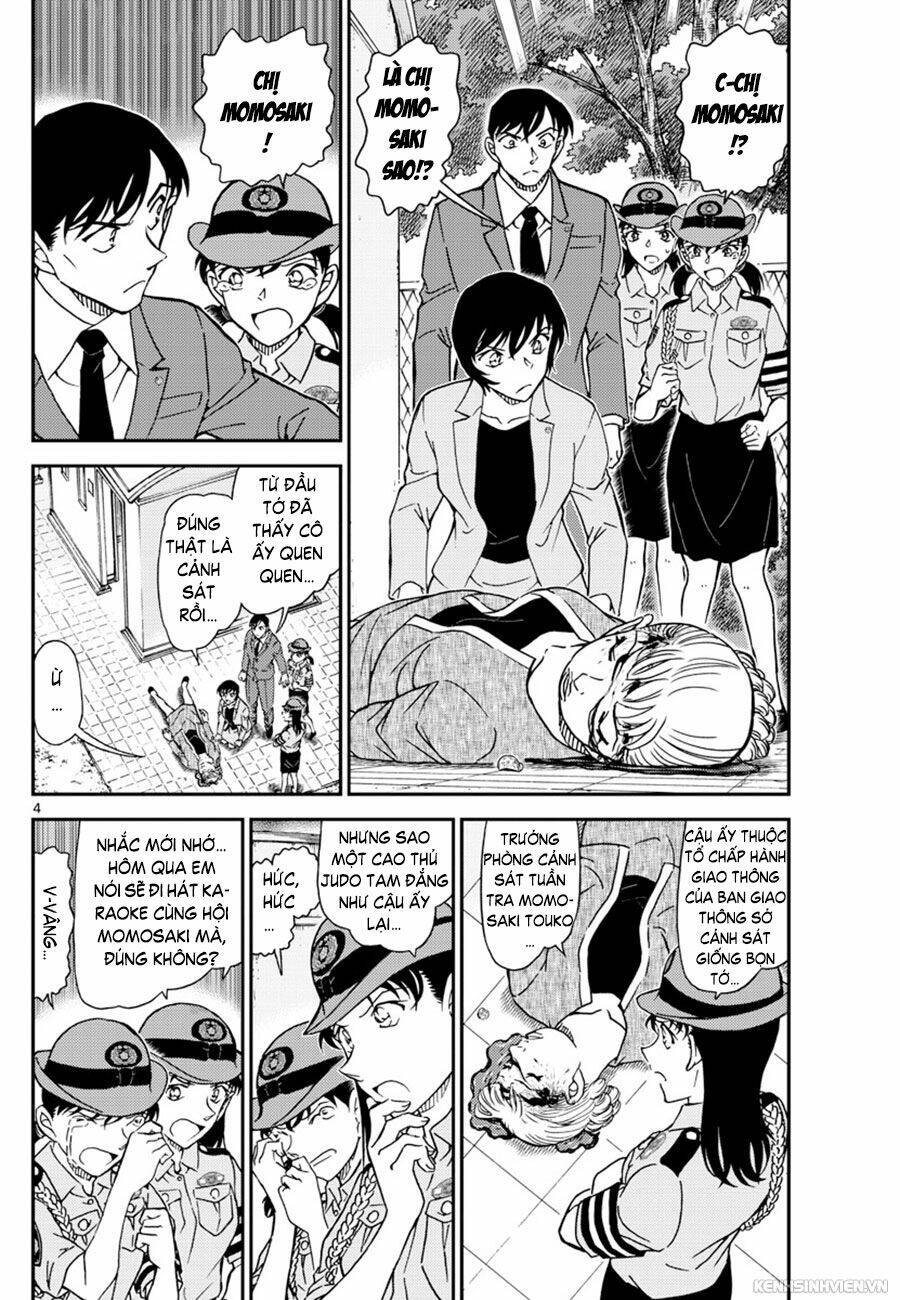 C-CHỊ
MOMOSAKI
!?
LÀ CHỊ
MOMO-
SAKI
SAO!?
CHỊ
MOMOSAKI
!
TỪ ĐẦU
TỚ ĐÃ
THẤY CÔ
ẤY QUEN
QUEN...
ĐÚNG
THẬT LÀ
CẢNH
SÁT
RỒI...
Ừ
...
4
CẬU ẤY THUỘC
TỔ CHẤP HÀNH
GIAO THÔNG
CỦA BAN GIAO
THÔNG SỞ
CẢNH SÁT
GIỐNG BỌN
TỚ...
TRƯỞNG
PHÒNG CẢNH
SÁT TUẦN
TRA MOMO-
SAKI TOUKO
...
NHƯNG SAO
MỘT CAO THỦ
JUDO TAM ĐẲNG
NHƯ CẬU ẤY
LẠI...
HỨC,
HỨC
...
NHẮC MỚI NHỚ...
HÔM QUA EM
NÓI SẼ ĐI HÁT KA-
RAOKE CÙNG HỘI
MOMOSAKI MÀ,
ĐÚNG KHÔNG?
V-VÂNG...
KENHSINHVIEN.VN